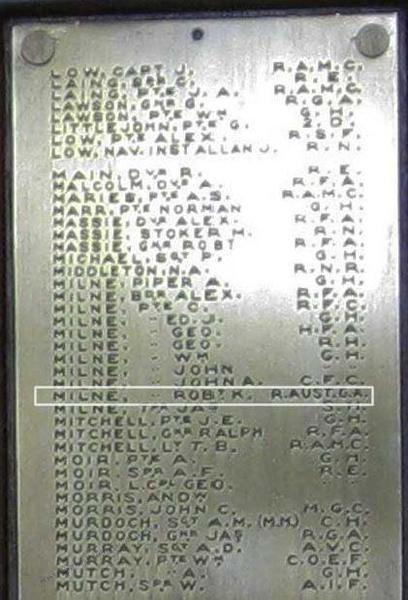 LOW, CAPT. J. R.A.M.C.
LAING, SPR G. R.E.
LAING, PTE J.A. R.A.M.C.
LAWSON, GNR G. R.G.A.
LAWSON, PTE WM G.H.
LITTLEJOHN, PTE G.
LOW, PTE ALEX. R.S.F.
LOW, NAV. INST. ALLAN J. R.N.
MAIN, DVR R. R.E.
MALCOLM, DVR A. R.F.A.
MARIES, PTE A.S. R.A.M.C.
MARR, PTE NORMAN G.H.
MASSIE, DVR ALEX. R.F.A.
MASSIE, STOKER M. R.N.
MASSIE, GNR ROBT R.F.A.
MICHAEL, SGT P. G.H.
MIDDLETON, N.A. R.N.R.
MILNE, PIPER A. G.H.
MILNE, BDR ALEX. R.F.A.
MILNE, PTE C. R.F.C.
MILNE, ED. J. G.H.
MILNE, GEO.
MILNE, GEO. R.H.
MILNE, WM G.H.
MILNE, JOHN
MILNE, JOHN A. C.F.C.
MILNE, ROBT K. R.AUST.G.A.
MILNE, JAS S.H.
MITCHELL, PTE J.E. G.H.
MITCHELL, GNR RALPH R.F.A.
MITCHELL, LT T.B. R.A.M.C.
MOIR, PTE A. G.H.
MOIR, SPR A.F. R.E.
MOIR, L.CPL GEO.
MORRIS, ANDW
MORRIS, JOHN C. M.G.C.
MURDOCH, SGT A.M. (M.M.) C.H.
MURDOCH, GNR JAS R.G.A.
MURRAY, SGT A.D. A.V.C.
MURRAY, PTE WM C.O.E.F.
MUTCH, " A. G.H.
MUTCH, SPR W. A.I.F.